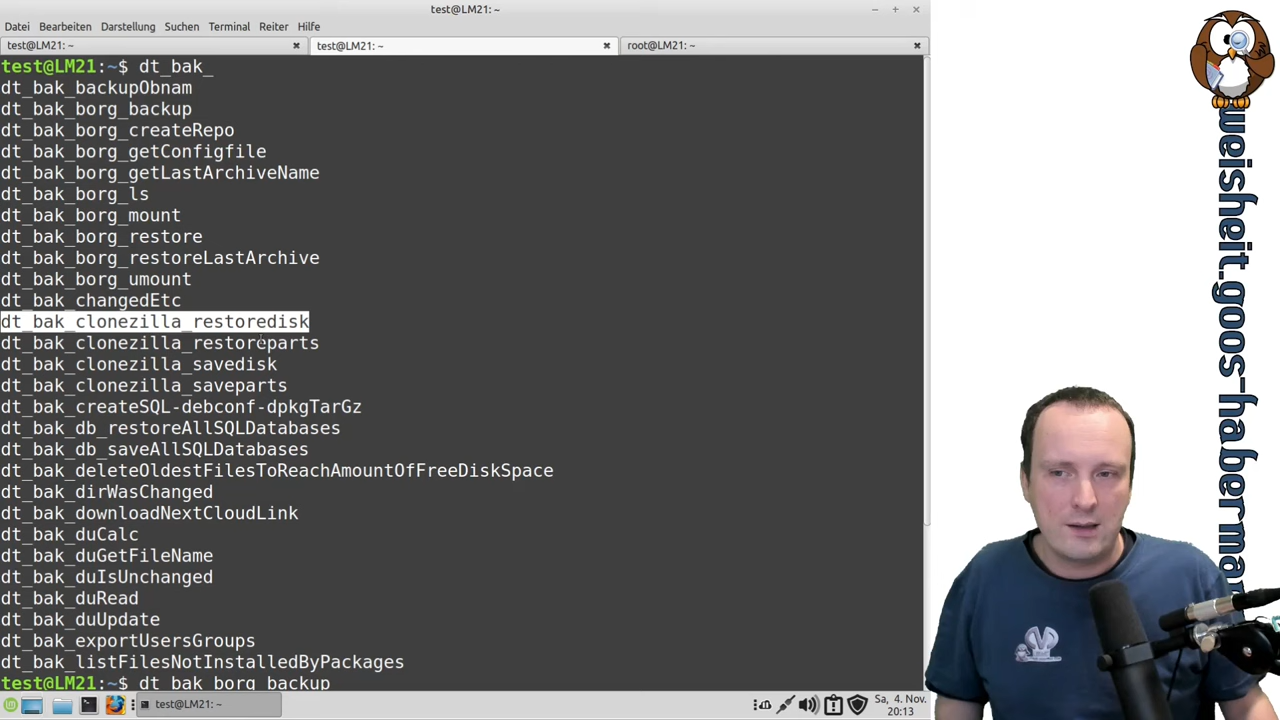 test@LM21: ~
Datei Bearbeiten Darstellung Suchen Terminal Reiter Hilfe
test@LM21: ~ test@LM21: ~ root@LM21: ~
test@LM21:~$ dt_bak_
dt_bak_backupObnam
dt_bak_borg_backup
dt_bak_borg_createRepo
dt_bak_borg_getConfigfile
dt_bak_borg_getLastArchiveName
dt_bak_borg_ls
dt_bak_borg_mount
dt_bak_borg_restore
dt_bak_borg_restoreLastArchive
dt_bak_borg_umount
dt_bak_changedEtc
dt_bak_clonezilla_restoredisk
dt_bak_clonezilla_restoreparts
dt_bak_clonezilla_savedisk
dt_bak_clonezilla_saveparts
dt_bak_createSQL-debconf-dpkgTarGz
dt_bak_db_restoreAllSQLDatabases
dt_bak_db_saveAllSQLDatabases
dt_bak_deleteOldestFilesToReachAmountOfFreeDiskSpace
dt_bak_dirWasChanged
dt_bak_downloadNextCloudLink
dt_bak_duCalc
dt_bak_duGetFileName
dt_bak_duIsUnchanged
dt_bak_duRead
dt_bak_duUpdate
dt_bak_exportUsersGroups
dt_bak_listFilesNotInstalledByPackages
test@LM21:~$ dt_bak_borg_backup
test@LM21: ~
Sa, 4. Nov.
20:13